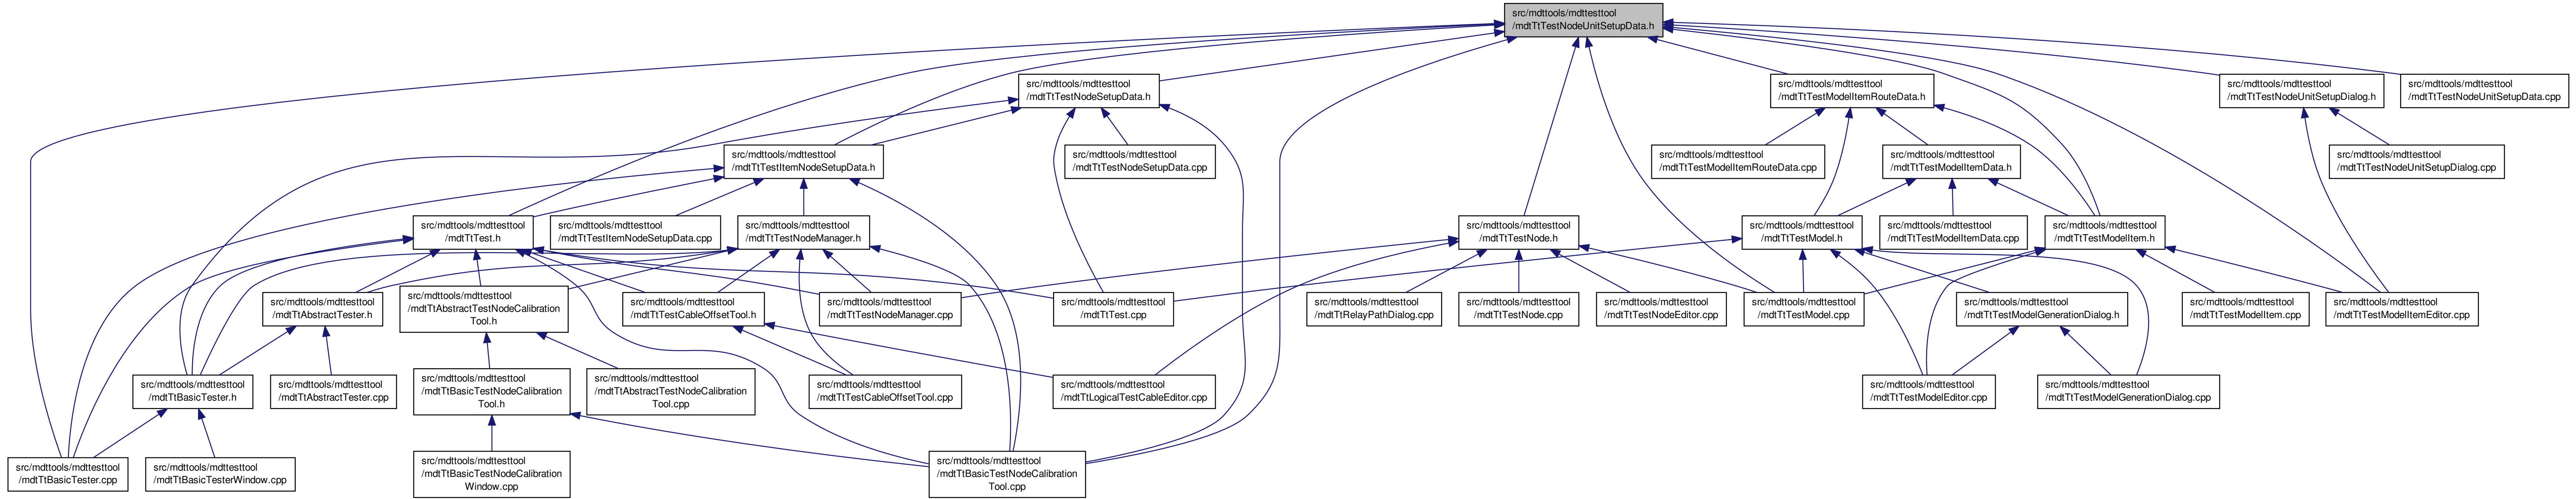 src/mdttools/mdttesttool
/mdtTtTestNodeUnitSetupData.h
src/mdttools/mdttesttool
/mdtTtTestNodeSetupData.h
src/mdttools/mdttesttool
/mdtTtTestModelItemRouteData.h
src/mdttools/mdttesttool
/mdtTtTestNodeUnitSetupDialog.h
src/mdttools/mdttesttool
/mdtTtTestNodeUnitSetupData.cpp
src/mdttools/mdttesttool
/mdtTtTestItemNodeSetupData.h
src/mdttools/mdttesttool
/mdtTtTestNodeSetupData.cpp
src/mdttools/mdttesttool
/mdtTtTestModelItemRouteData.cpp
src/mdttools/mdttesttool
/mdtTtTestModelItemData.h
src/mdttools/mdttesttool
/mdtTtTestNodeUnitSetupDialog.cpp
src/mdttools/mdttesttool
/mdtTtTest.h
src/mdttools/mdttesttool
/mdtTtTestItemNodeSetupData.cpp
src/mdttools/mdttesttool
/mdtTtTestNodeManager.h
src/mdttools/mdttesttool
/mdtTtTestNode.h
src/mdttools/mdttesttool
/mdtTtTestModel.h
src/mdttools/mdttesttool
/mdtTtTestModelItemData.cpp
src/mdttools/mdttesttool
/mdtTtTestModelItem.h
src/mdttools/mdttesttool
/mdtTtAbstractTester.h
src/mdttools/mdttesttool
/mdtTtAbstractTestNodeCalibration
Tool.h
src/mdttools/mdttesttool
/mdtTtTestCableOffsetTool.h
src/mdttools/mdttesttool
/mdtTtTestNodeManager.cpp
src/mdttools/mdttesttool
/mdtTtTest.cpp
src/mdttools/mdttesttool
/mdtTtRelayPathDialog.cpp
src/mdttools/mdttesttool
/mdtTtTestNode.cpp
src/mdttools/mdttesttool
/mdtTtTestNodeEditor.cpp
src/mdttools/mdttesttool
/mdtTtTestModel.cpp
src/mdttools/mdttesttool
/mdtTtTestModelGenerationDialog.h
src/mdttools/mdttesttool
/mdtTtTestModelItem.cpp
src/mdttools/mdttesttool
/mdtTtTestModelItemEditor.cpp
src/mdttools/mdttesttool
/mdtTtBasicTester.h
src/mdttools/mdttesttool
/mdtTtAbstractTester.cpp
src/mdttools/mdttesttool
/mdtTtBasicTestNodeCalibration
Tool.h
src/mdttools/mdttesttool
/mdtTtAbstractTestNodeCalibration
Tool.cpp
src/mdttools/mdttesttool
/mdtTtTestCableOffsetTool.cpp
src/mdttools/mdttesttool
/mdtTtLogicalTestCableEditor.cpp
src/mdttools/mdttesttool
/mdtTtTestModelEditor.cpp
src/mdttools/mdttesttool
/mdtTtTestModelGenerationDialog.cpp
src/mdttools/mdttesttool
/mdtTtBasicTester.cpp
src/mdttools/mdttesttool
/mdtTtBasicTesterWindow.cpp
src/mdttools/mdttesttool
/mdtTtBasicTestNodeCalibration
Window.cpp
src/mdttools/mdttesttool
/mdtTtBasicTestNodeCalibration
Tool.cpp